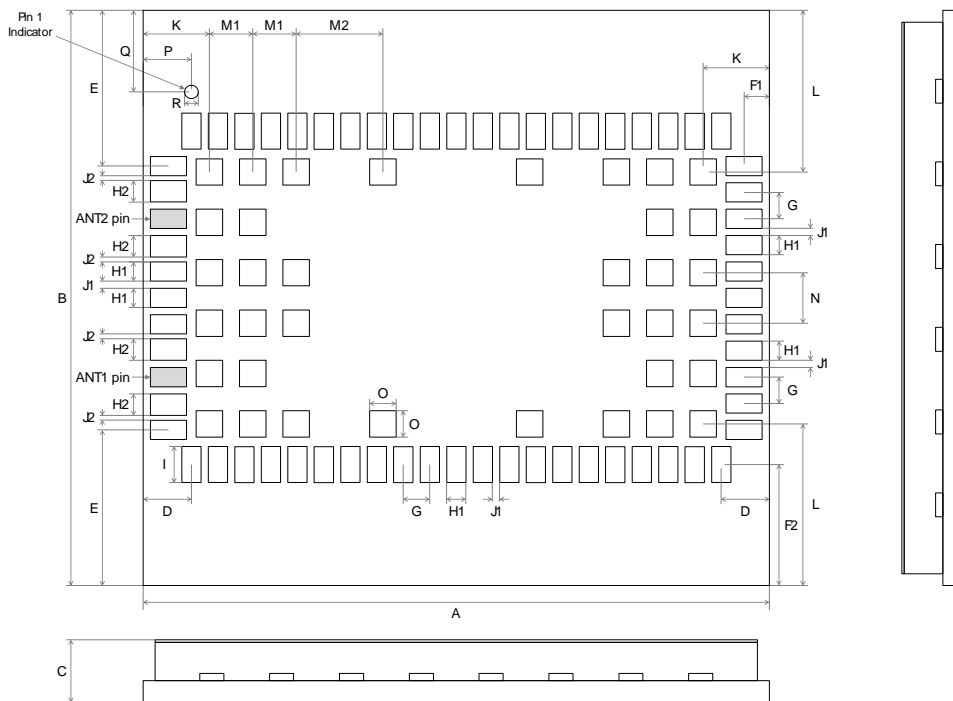 Pin 1
Indicator
K
M1
M1
M2
Q
P
E
K
F1
L
R
J2
H2
G
ANT2 pin
J1
H2
H1
J2
H1
J1
B
H1
N
J2
H2
H1
J1
ANT1 pin
G
H2
O
J2
O
I
E
D
G
H1
J1
D
F2
L
A
C